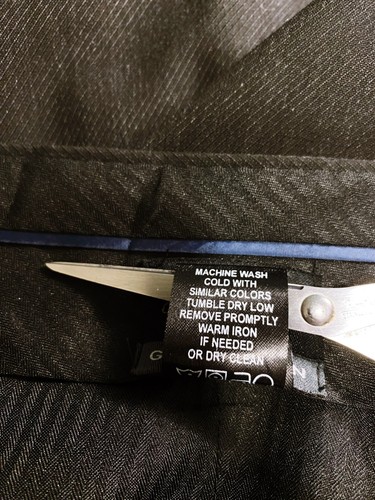 MACHINE WASH
COLD WITH
SIMILAR COLORS
TUMBLE DRY LOW
REMOVE PROMPTLY
WARM IRON
IF NEEDED
OR DRY CLEAN